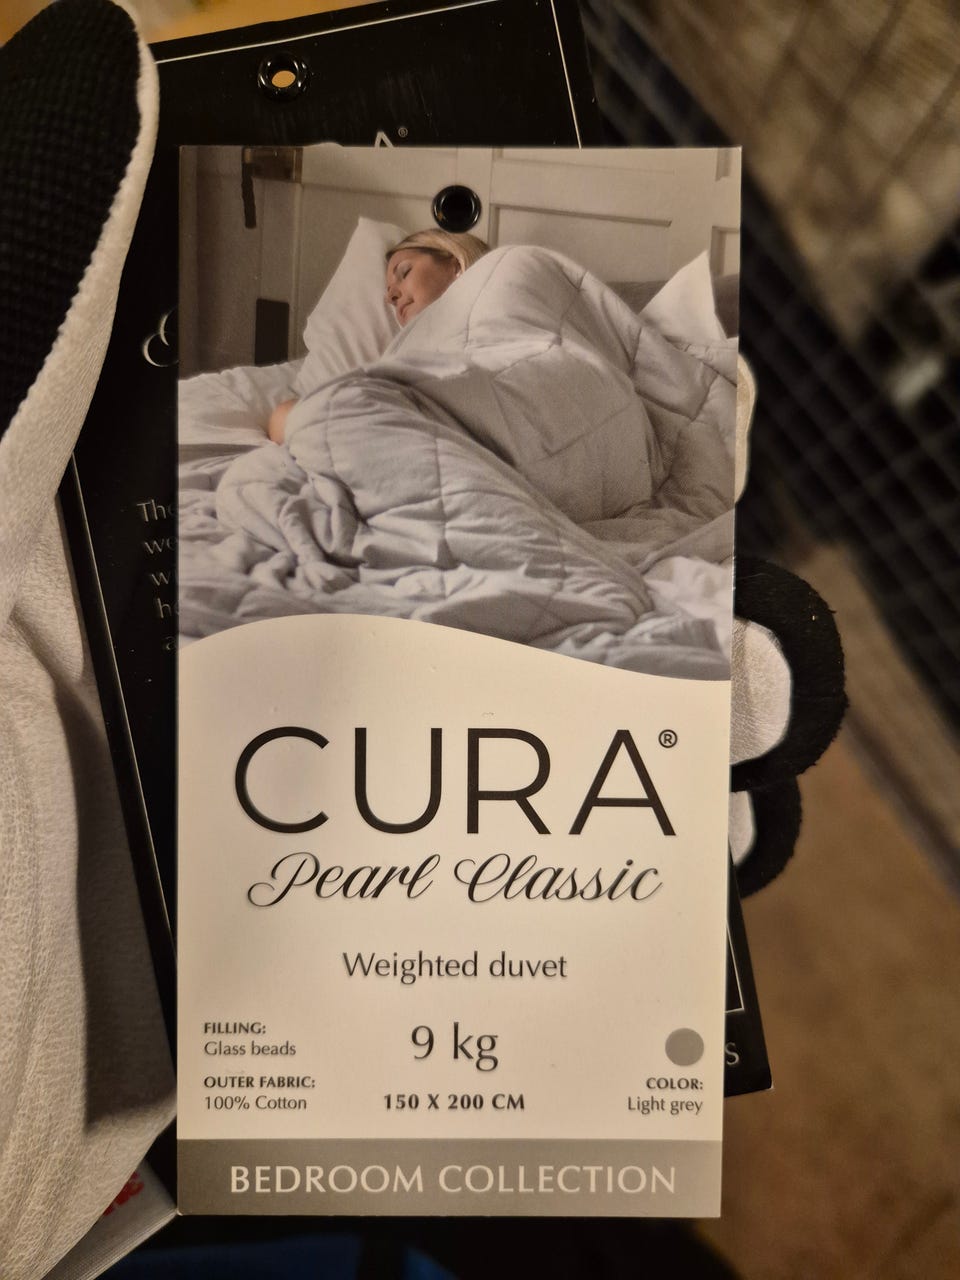 The
CURA®
Pearl Classic
Weighted duvet
FILLING:
Glass beads
9 kg
OUTER FABRIC:
100% Cotton
150 X 200 CM
COLOR:
Light grey
BEDROOM COLLECTION